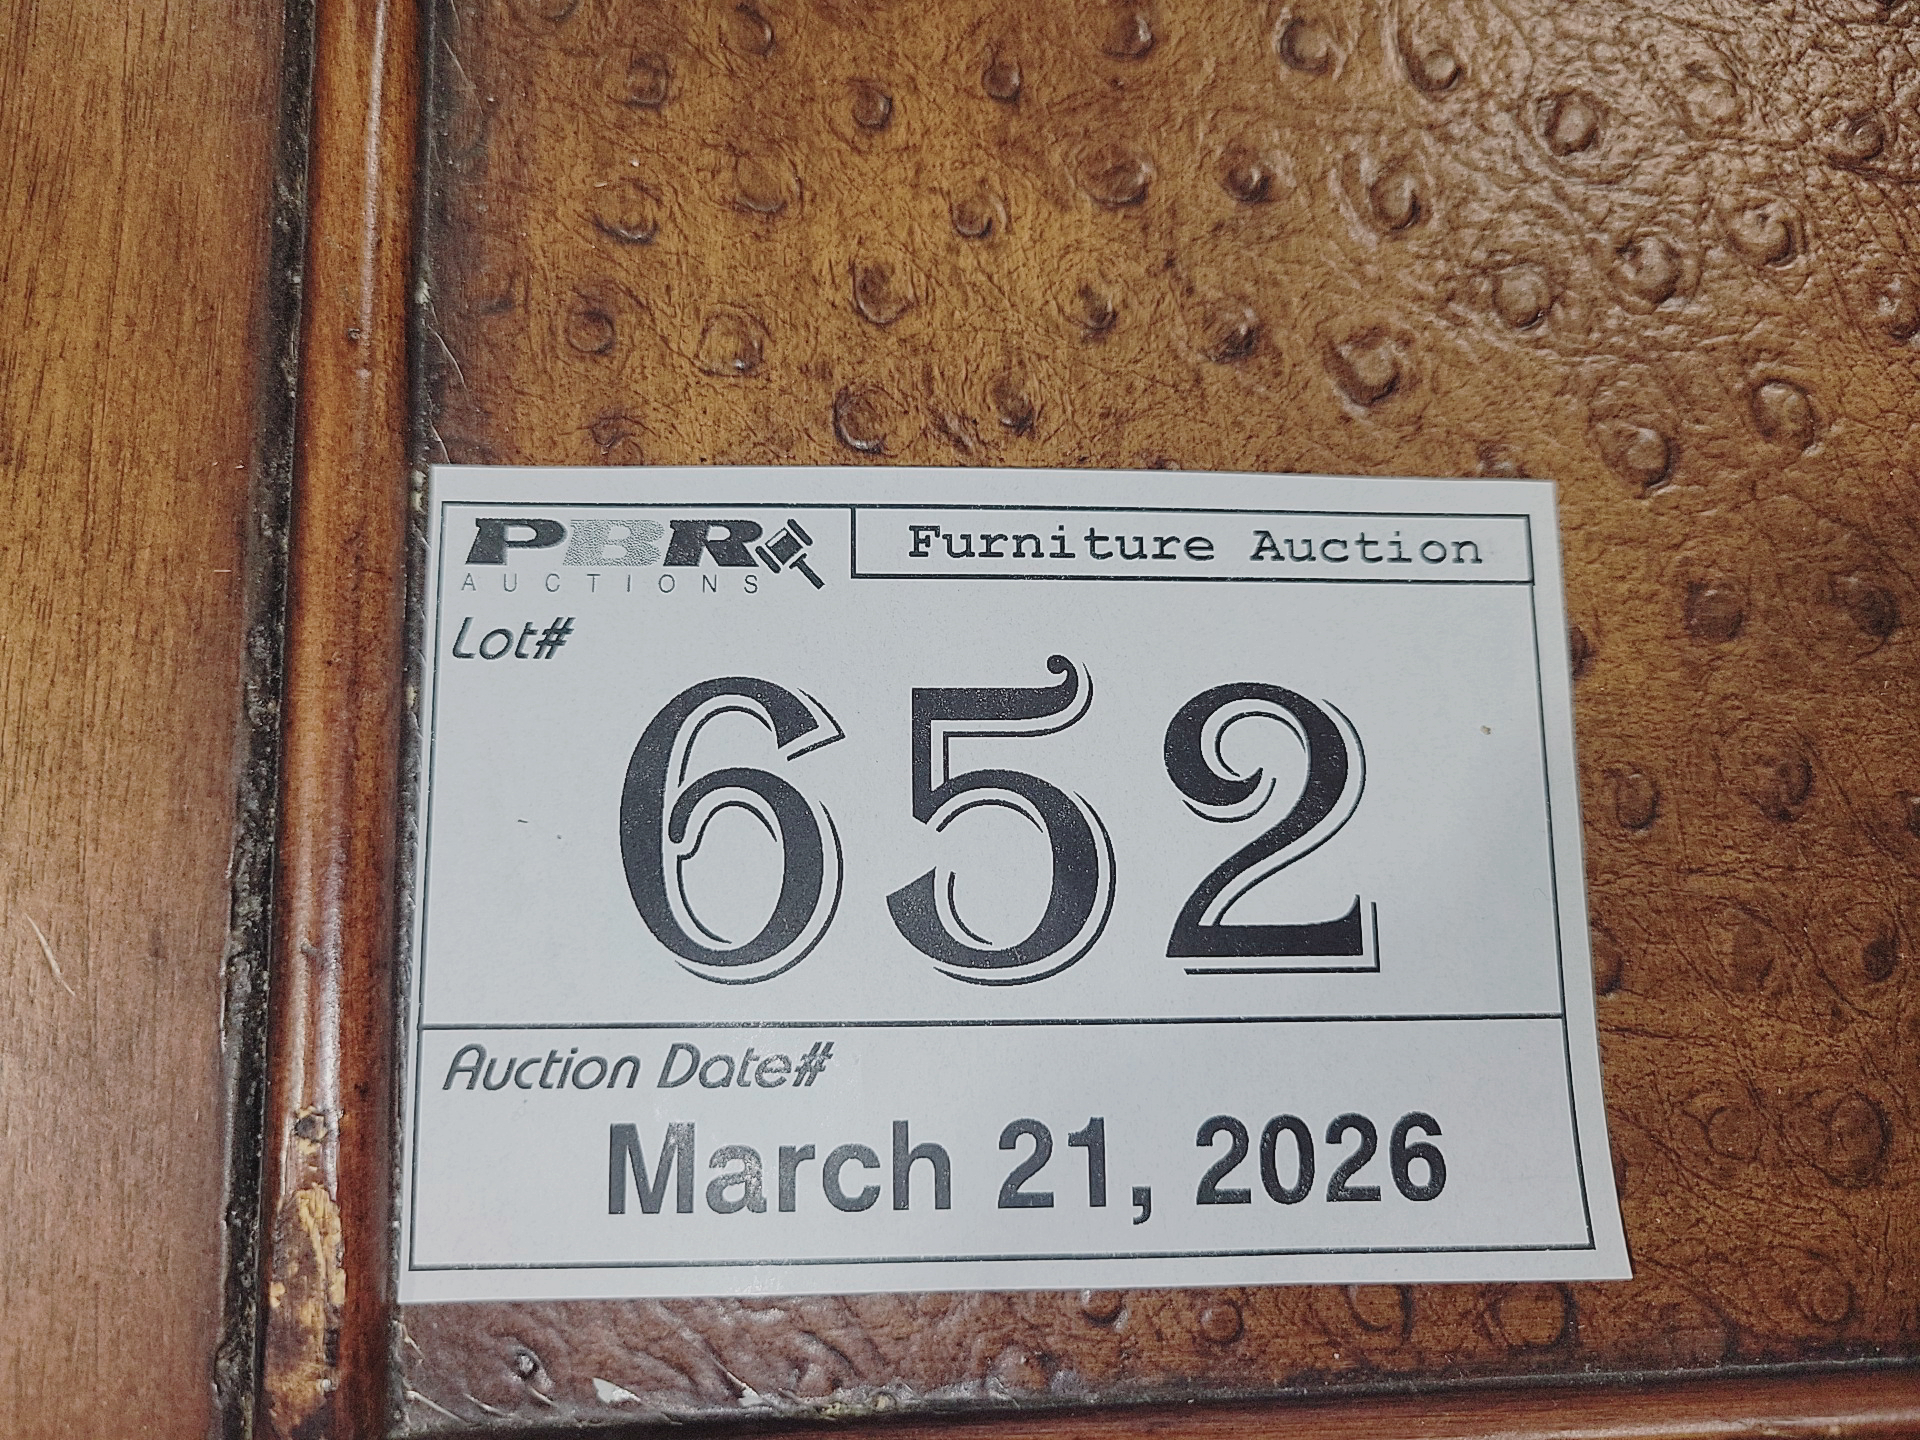 PBR
AUCTIONS
Furniture Auction
Lot#
652
Auction Date#
March 21, 2026